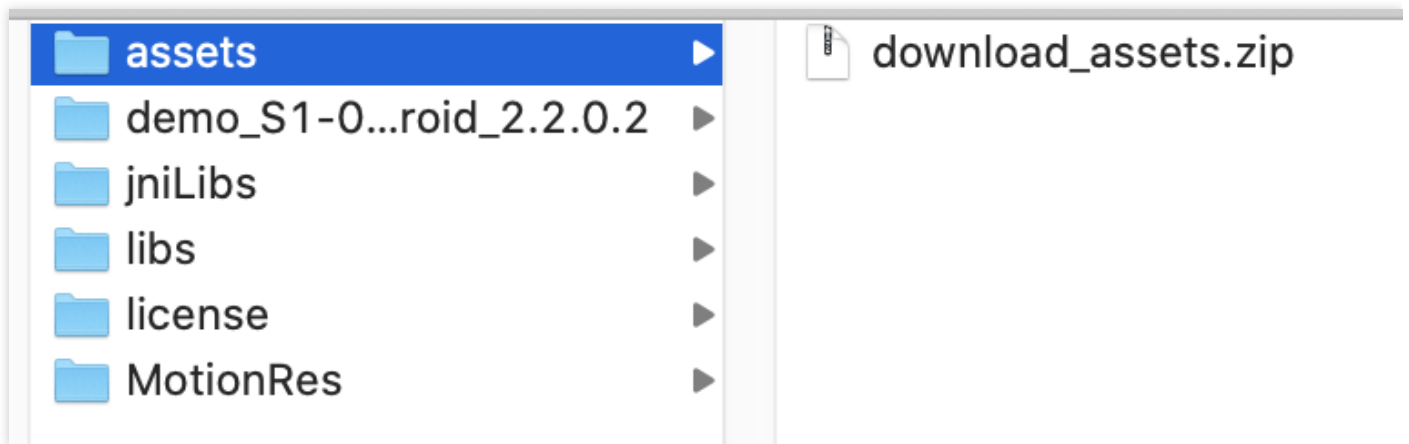 assets
demo_S1-0...roid_2.2.0.2
jniLibs
libs
license
MotionRes
download_assets.zip